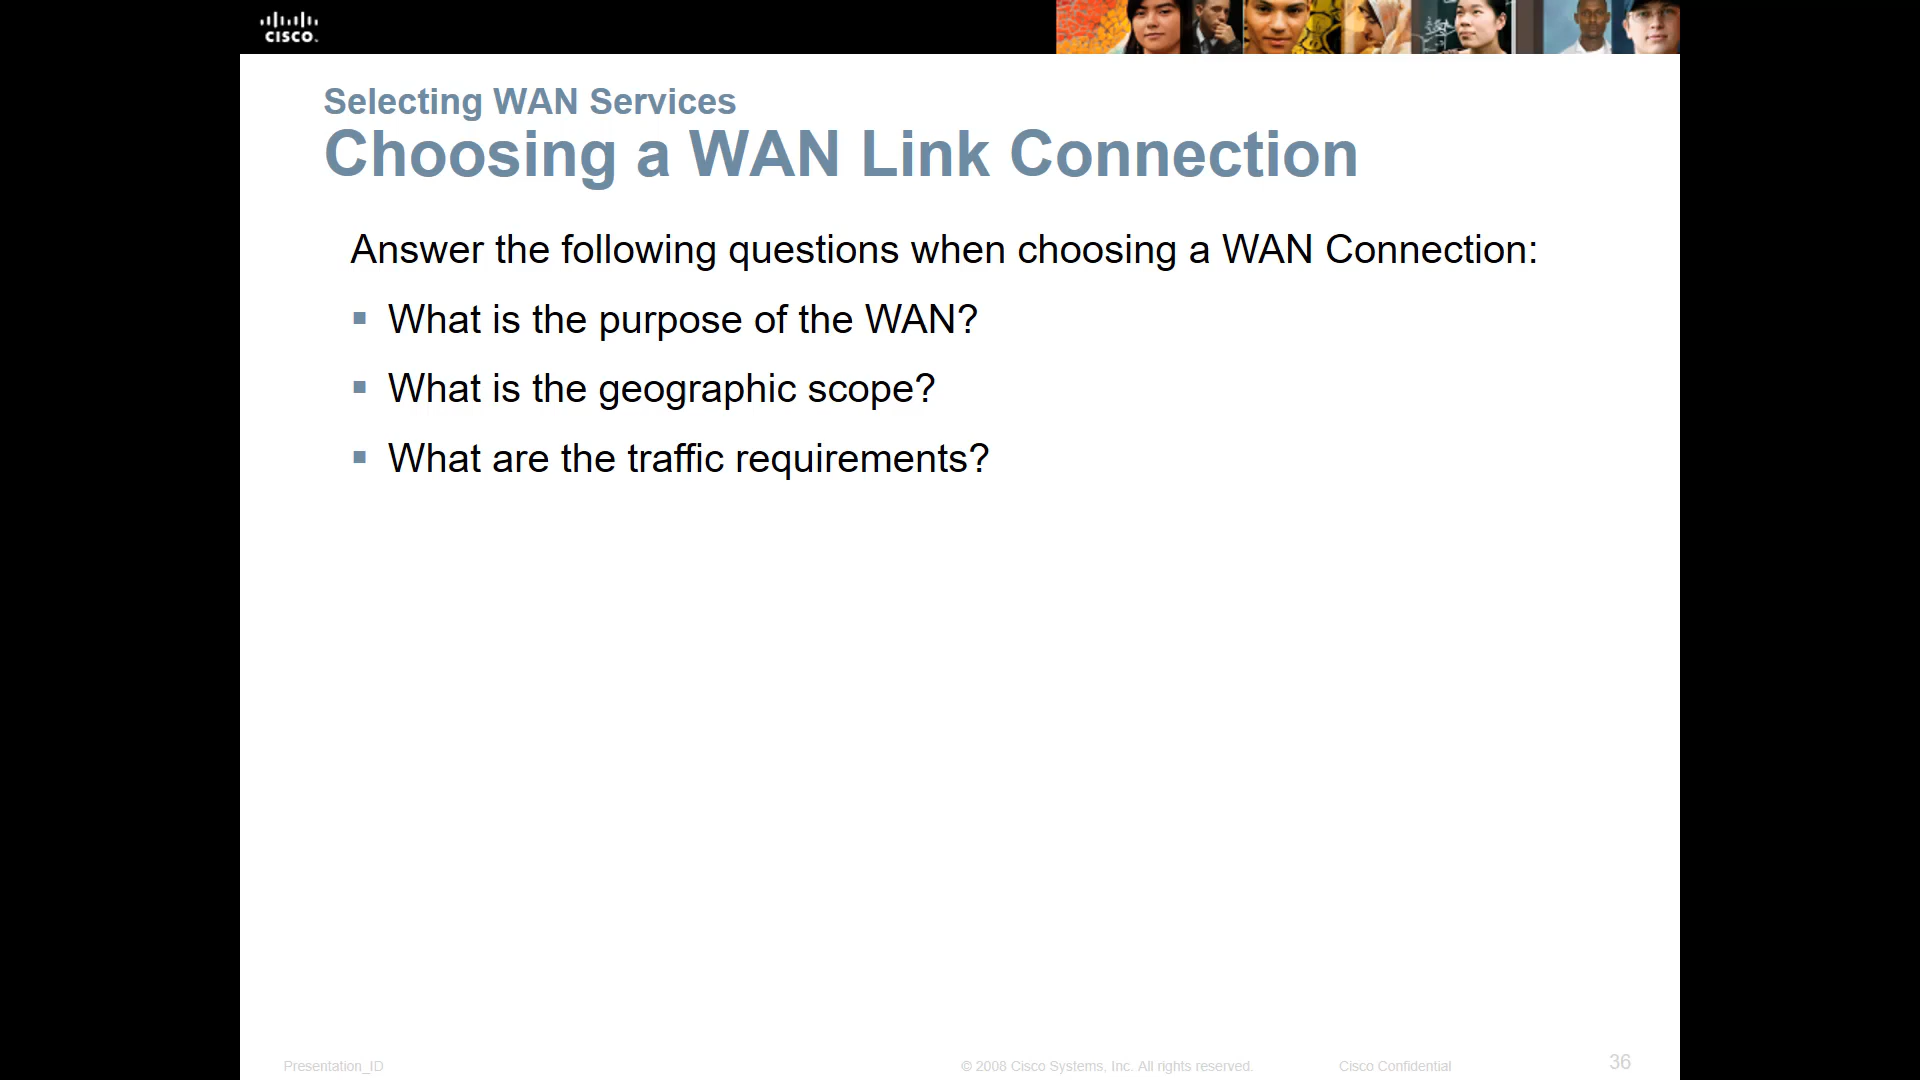 CISCO.
Selecting WAN Services
Choosing a WAN Link Connection
Answer the following questions when choosing a WAN Connection:
▪ What is the purpose of the WAN?
▪ What is the geographic scope?
▪ What are the traffic requirements?
Presentation_ID
© 2008 Cisco Systems, Inc. All rights reserved.
Cisco Confidential
36